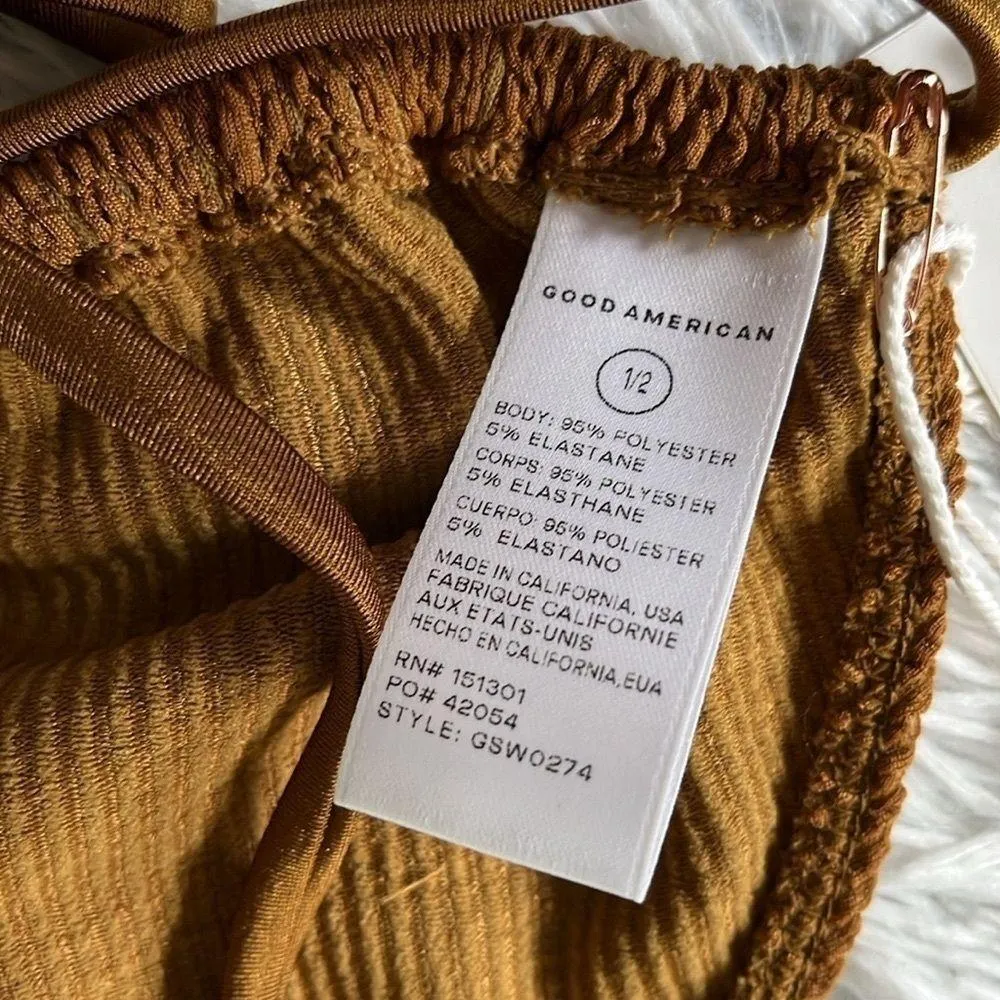 GOOD AMERICAN
1/2
BODY: 95% POLYESTER
5% ELASTANE
CORPS: 95% POLYESTER
5% ELASTHANE
CUERPO: 95% POLIESTER
5% ELASTANO
MADE IN CALIFORNIA, USA
FABRIQUE CALIFORNIE
AUX ETATS-UNIS
HECHO EN CALIFORNIA,EUA
RN# 151301
PO# 42054
STYLE: GSW0274